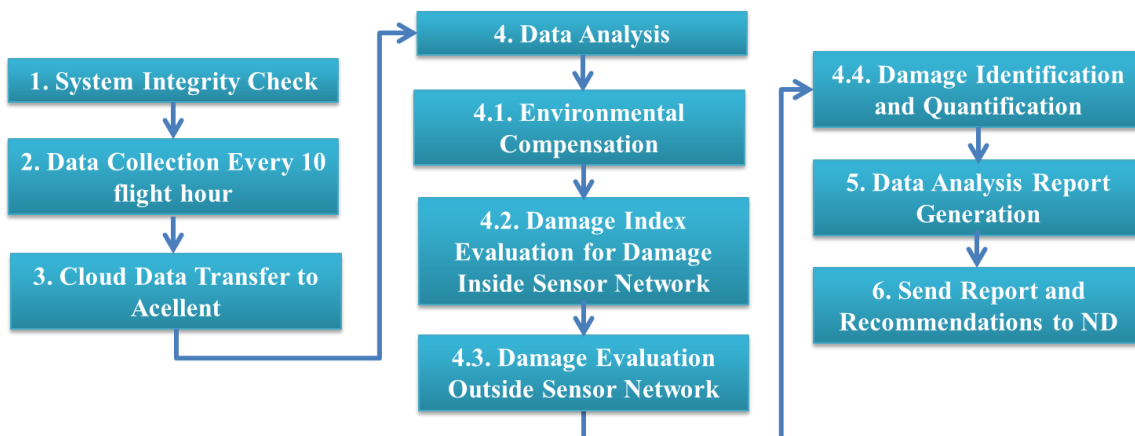 1. System Integrity Check
2. Data Collection Every 10
flight hour
3. Cloud Data Transfer to
Acellent
4. Data Analysis
4.1. Environmental
Compensation
4.2. Damage Index
Evaluation for Damage
Inside Sensor Network
4.3. Damage Evaluation
Outside Sensor Network
4.4. Damage Identification
and Quantification
5. Data Analysis Report
Generation
6. Send Report and
Recommendations to ND